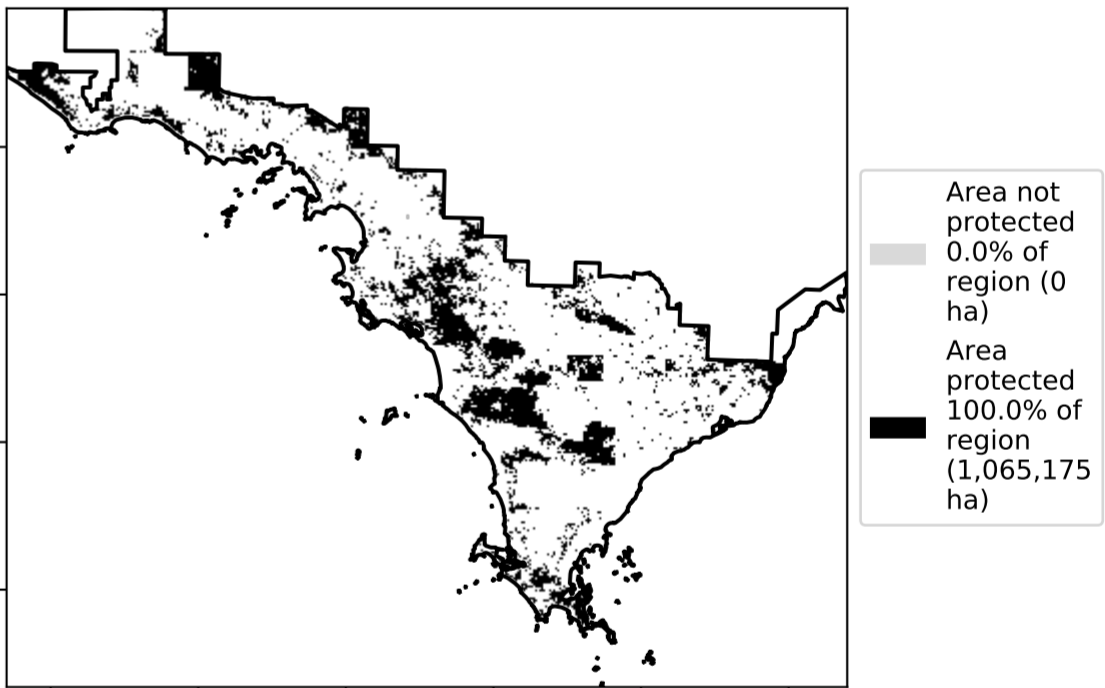 Area not
protected
0.0% of
region (0
ha)
Area
protected
100.0% of
region
(1,065,175
ha)